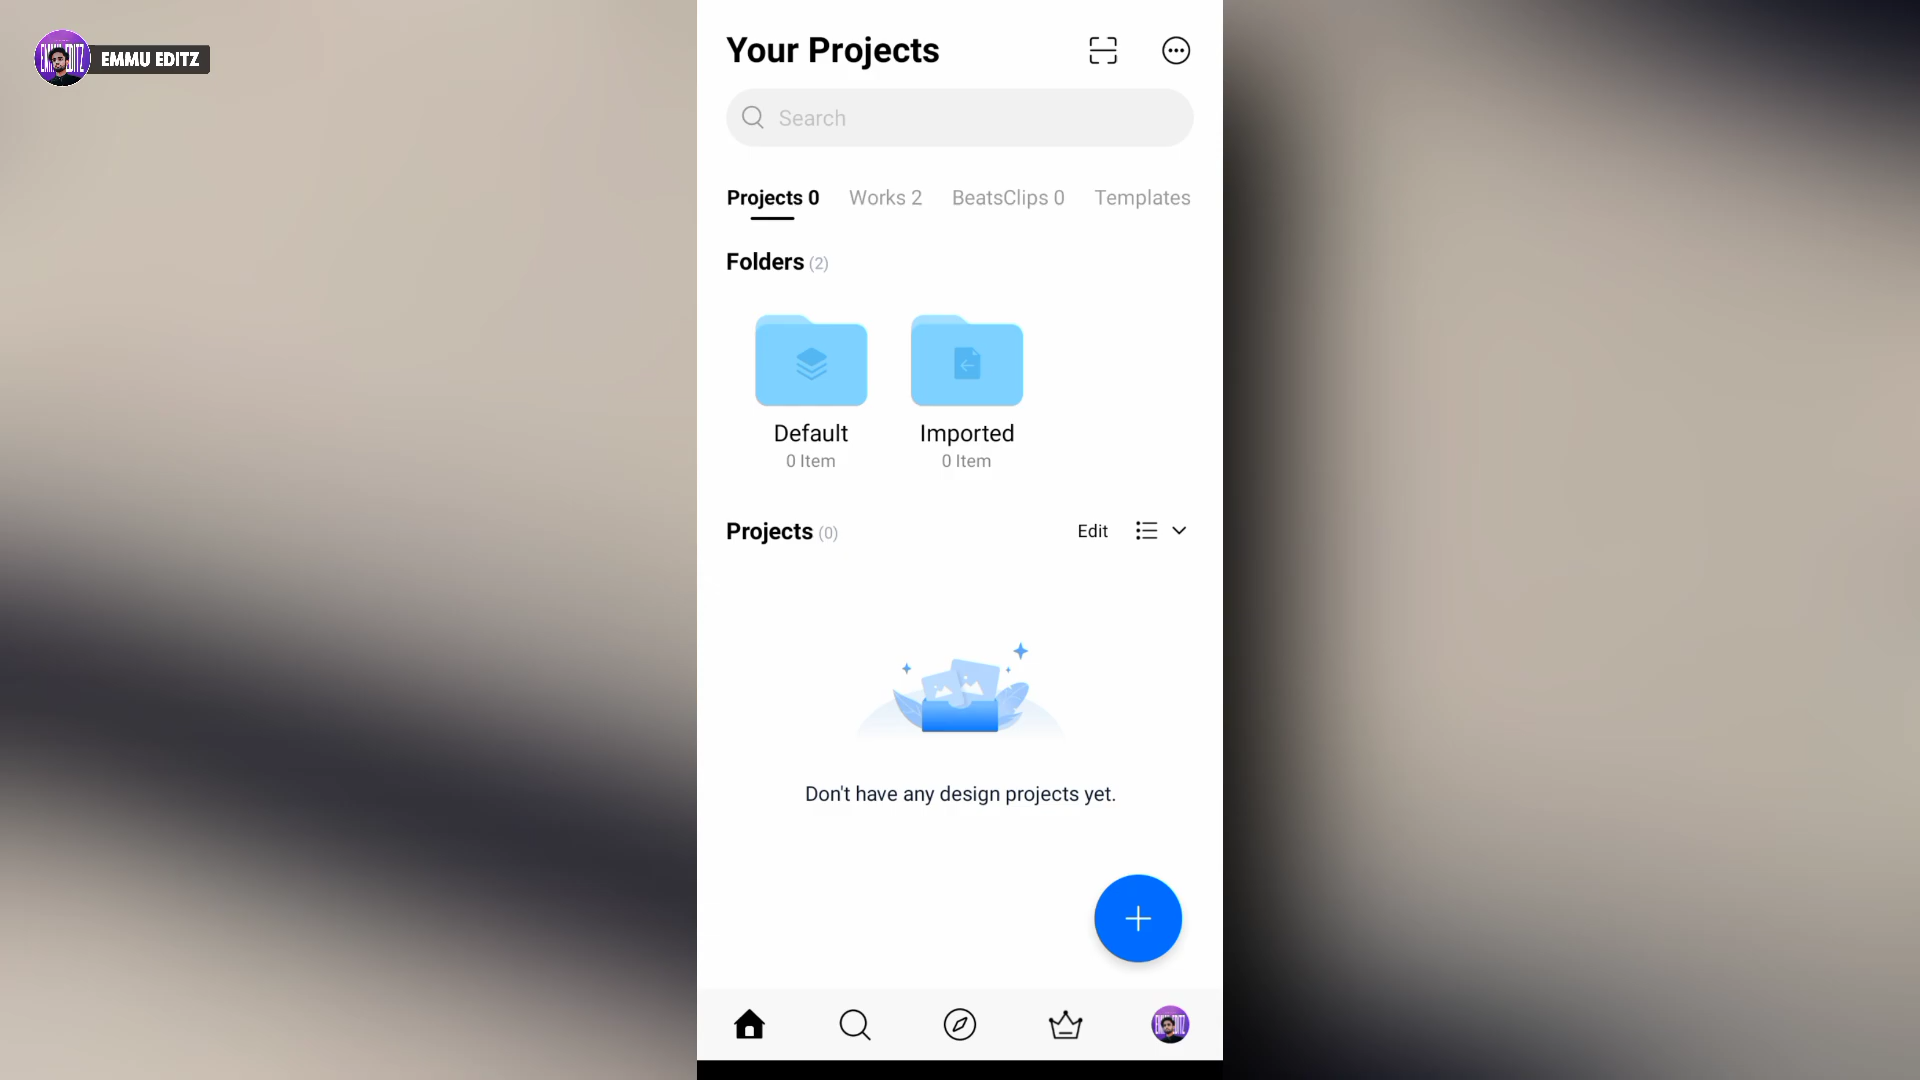 EMMU EDITZ
Your Projects
Search
Projects 0 Works 2 BeatsClips 0 Templates
Folders (2)
Default Imported
0 Item 0 Item
Projects (0) Edit
Don't have any design projects yet.